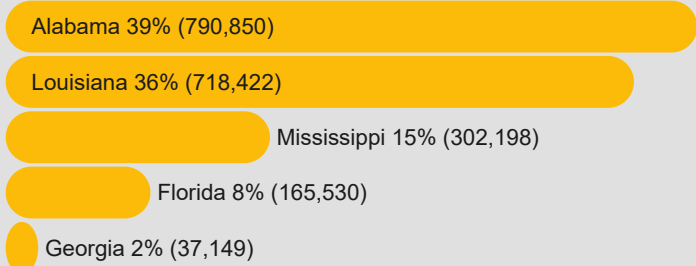 Alabama 39% (790,850)
Louisiana 36% (718,422)
Mississippi 15% (302,198)
Florida 8% (165,530)
Georgia 2% (37,149)